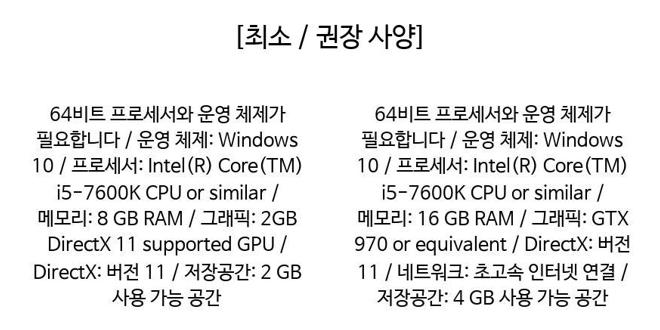 [최소 / 권장 사양]
64비트 프로세서와 운영 체제가
필요합니다 / 운영 체제: Windows
10 / 프로세서: Intel(R) Core(TM)
i5-7600K CPU or similar /
메모리: 8 GB RAM / 그래픽: 2GB
DirectX 11 supported GPU /
DirectX: 버전 11 / 저장공간: 2 GB
사용 가능 공간
64비트 프로세서와 운영 체제가
필요합니다 / 운영 체제: Windows
10 / 프로세서: Intel(R) Core(TM)
i5-7600K CPU or similar /
메모리: 16 GB RAM / 그래픽: GTX
970 or equivalent / DirectX: 버전
11 / 네트워크: 초고속 인터넷 연결 /
저장공간: 4 GB 사용 가능 공간